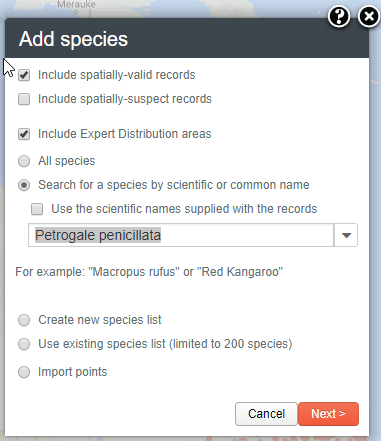 Merauke
Add species
Include spatially-valid records
Include spatially-suspect records
Include Expert Distribution areas
All species
Search for a species by scientific or common name
Use the scientific names supplied with the records
Petrogale penicillata
For example: "Macropus rufus" or "Red Kangaroo"
Create new species list
Use existing species list (limited to 200 species)
Import points
Cancel Next >